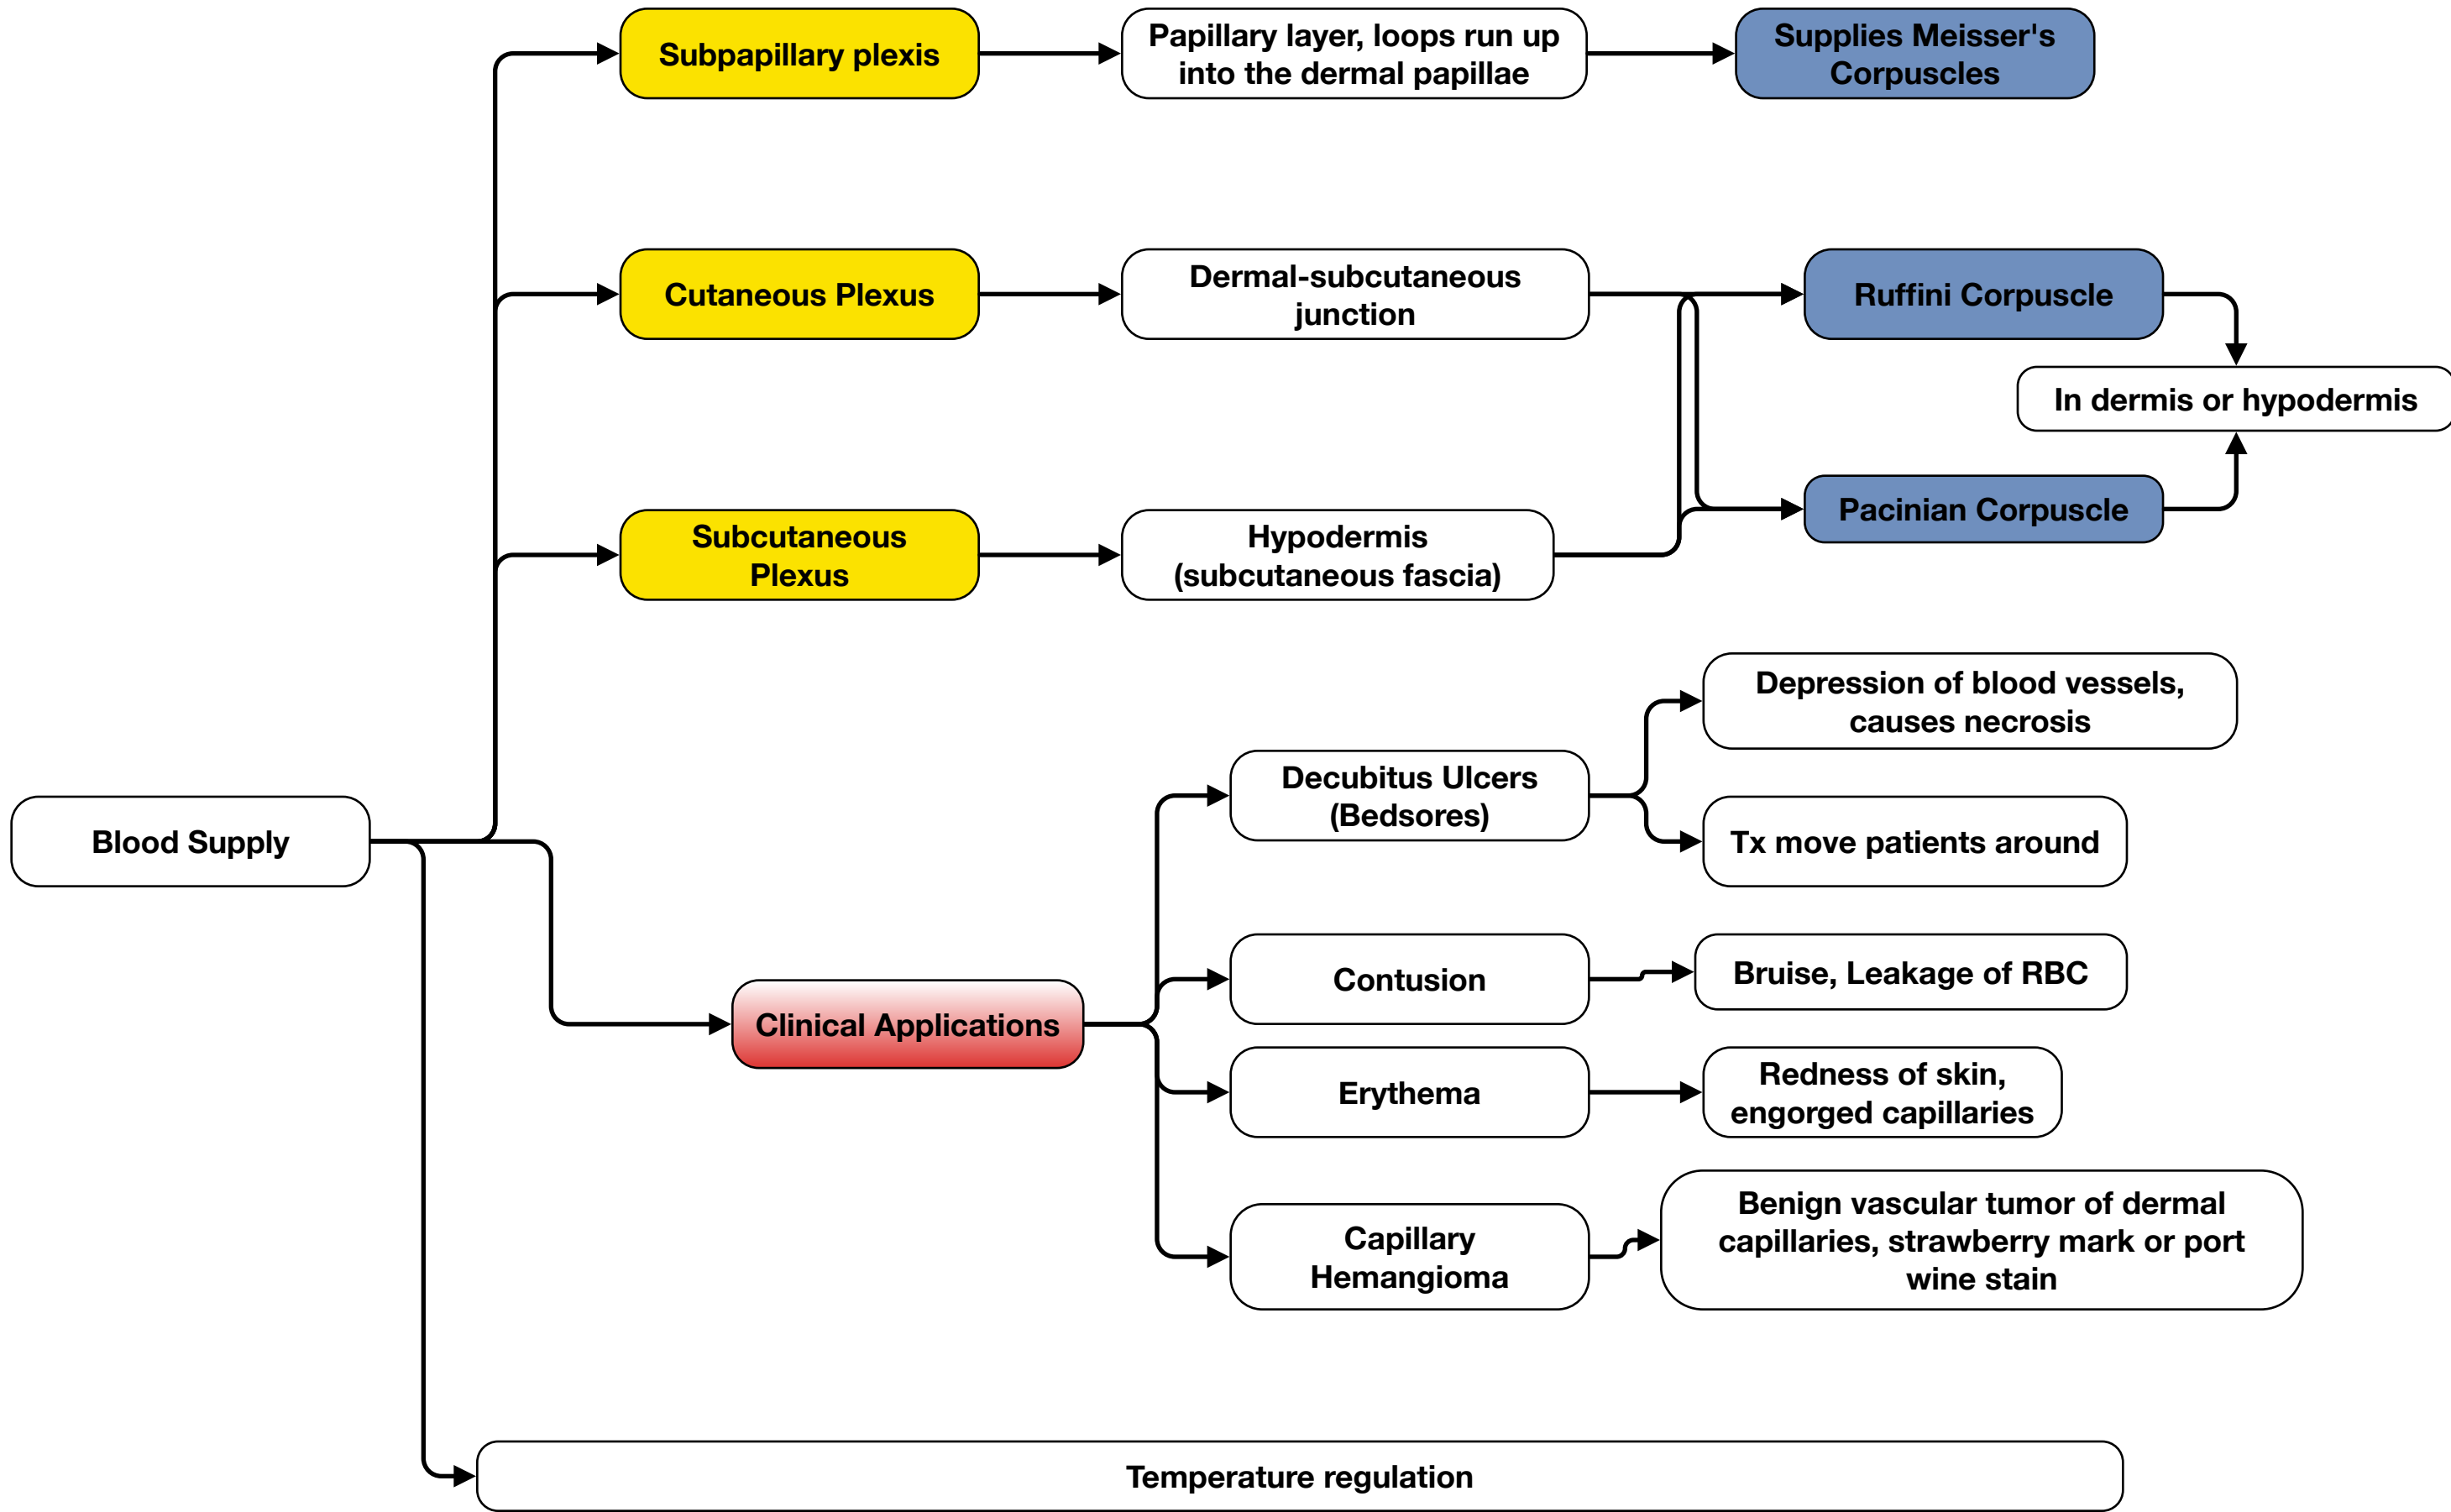 Subpapillary plexis
Papillary layer, loops run up
into the dermal papillae
Supplies Meisser's
Corpuscles
Cutaneous Plexus
Dermal-subcutaneous
junction
Ruffini Corpuscle
In dermis or hypodermis
Pacinian Corpuscle
Subcutaneous
Plexus
Hypodermis
(subcutaneous fascia)
Blood Supply
Clinical Applications
Decubitus Ulcers
(Bedsores)
Depression of blood vessels,
causes necrosis
Tx move patients around
Contusion
Bruise, Leakage of RBC
Erythema
Redness of skin,
engorged capillaries
Capillary
Hemangioma
Benign vascular tumor of dermal
capillaries, strawberry mark or port
wine stain
Temperature regulation